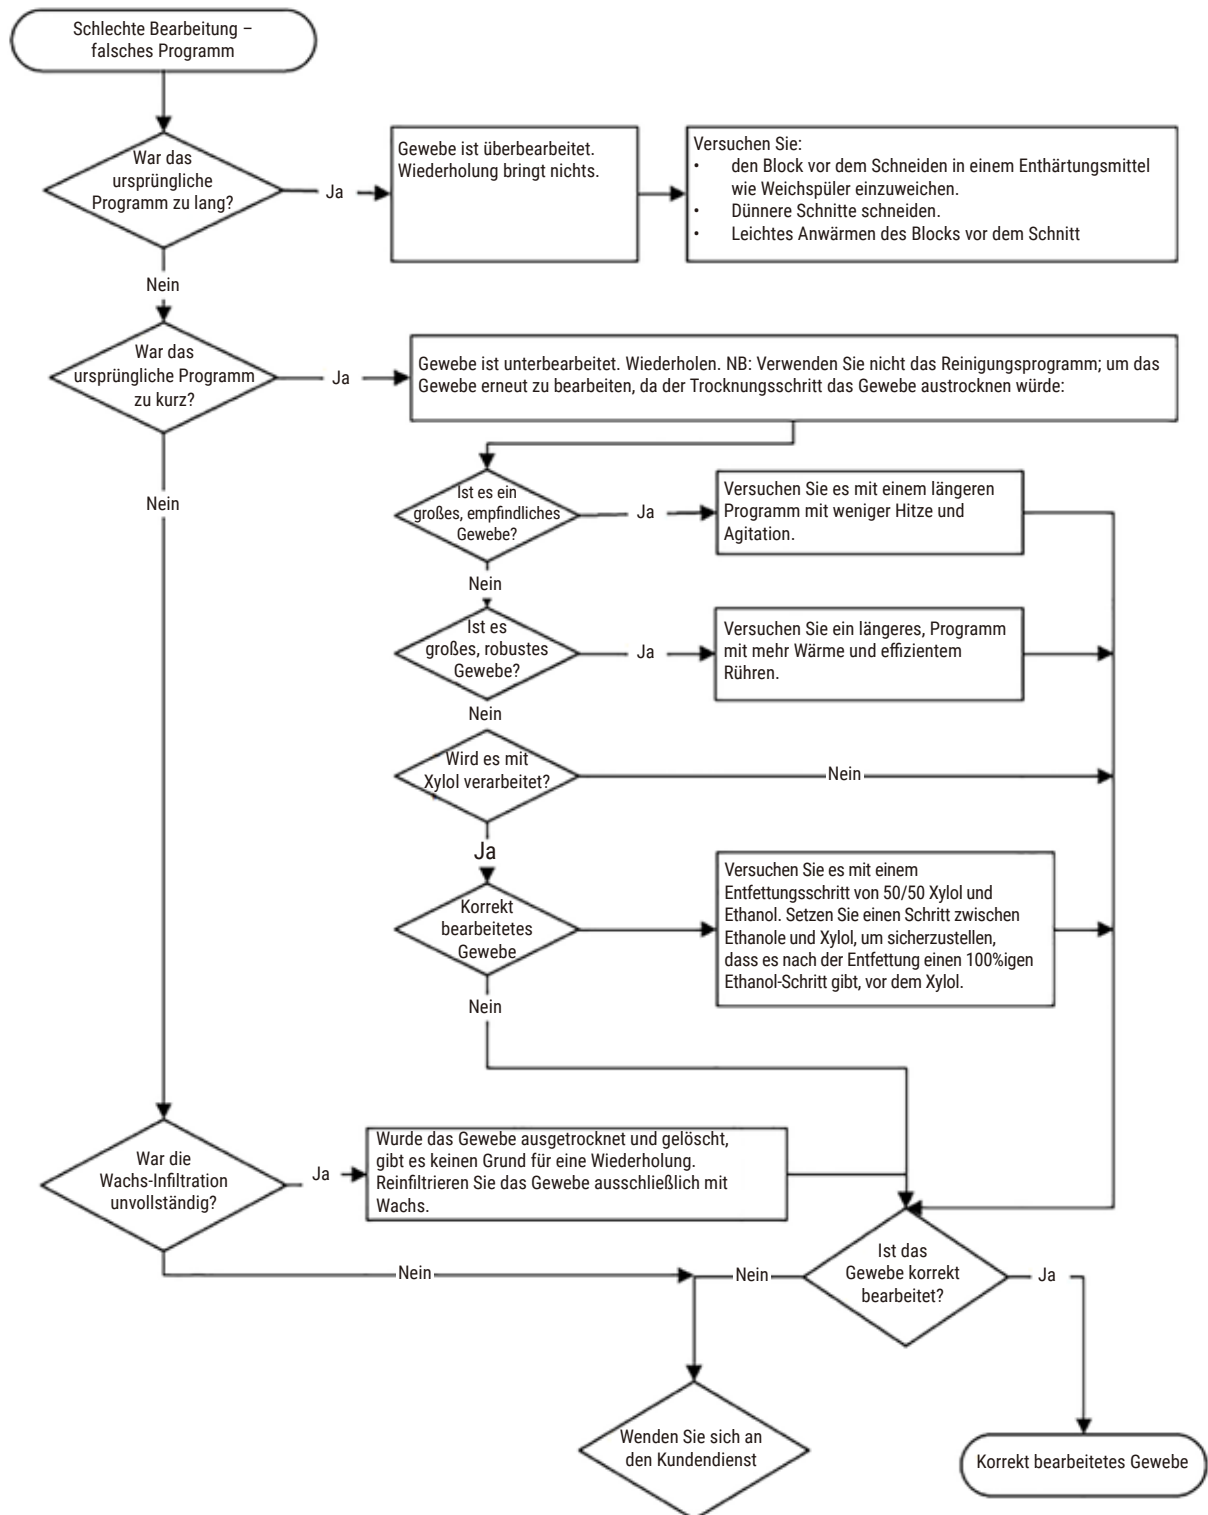 Schlechte Bearbeitung –
falsches Programm
War das
ursprüngliche
Programm zu lang?
Ja
Gewebe ist überbearbeitet.
Wiederholung bringt nichts.
Versuchen Sie:
• den Block vor dem Schneiden in einem Enthärtungsmittel
wie Weichspüler einzuweichen.
• Dünnere Schnitte schneiden.
• Leichtes Anwärmen des Blocks vor dem Schnitt
Nein
War das
ursprüngliche Programm
zu kurz?
Ja
Gewebe ist unterbearbeitet. Wiederholen. NB: Verwenden Sie nicht das Reinigungsprogramm; um das
Gewebe erneut zu bearbeiten, da der Trocknungsschritt das Gewebe austrocknen würde:
Nein
Ist es ein
großes, empfindliches
Gewebe?
Ja
Versuchen Sie es mit einem längeren
Programm mit weniger Hitze und
Agitation.
Nein
Ist es
großes, robustes
Gewebe?
Ja
Versuchen Sie ein längeres, Programm
mit mehr Wärme und effizientem
Rühren.
Nein
Wird es mit
Xylol verarbeitet?
Nein
Ja
Korrekt
bearbeitetes
Gewebe
Versuchen Sie es mit einem
Entfettungsschritt von 50/50 Xylol und
Ethanol. Setzen Sie einen Schritt zwischen
Ethanole und Xylol, um sicherzustellen,
dass es nach der Entfettung einen 100%igen
Ethanol-Schritt gibt, vor dem Xylol.
Nein
War die
Wachs-Infiltration
unvollständig?
Ja
Wurde das Gewebe ausgetrocknet und gelöscht,
gibt es keinen Grund für eine Wiederholung.
Reinfiltrieren Sie das Gewebe ausschließlich mit
Wachs.
Nein
Nein
Ist das
Gewebe korrekt
bearbeitet?
Ja
Wenden Sie sich an
den Kundendienst
Korrekt bearbeitetes Gewebe